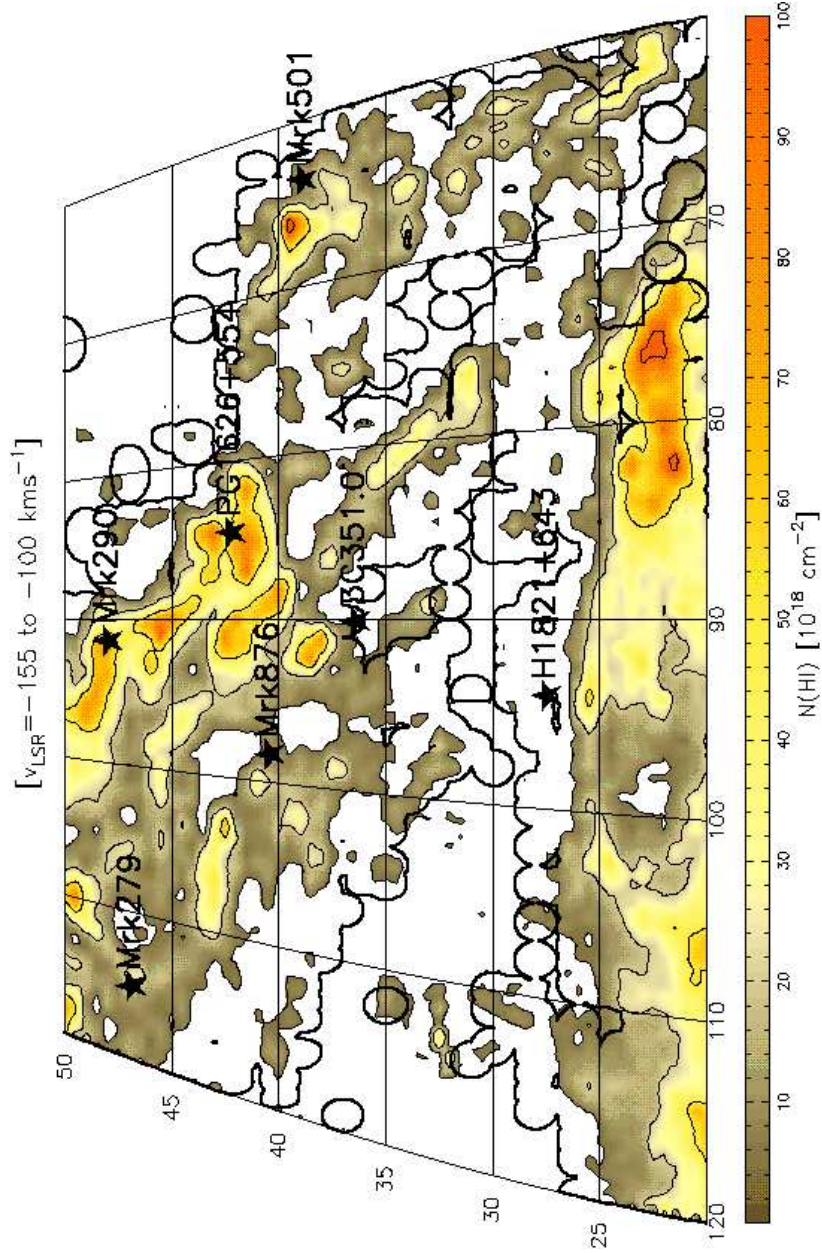 [v_LSR=−155 to −100 kms⁻¹]
50
45
40
35
30
25
120
110
100
90
80
70
Mrk279
Mrk290
PG1626+554
Mrk876
Mrk501
3C351.0
H1821+643
10
20
30
40
50
60
70
80
90
100
N(HI) [10¹⁸ cm⁻²]